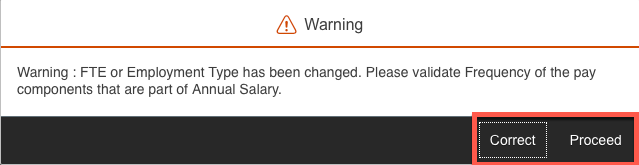 Warning
Warning : FTE or Employment Type has been changed. Please validate Frequency of the pay
components that are part of Annual Salary.
Correct Proceed